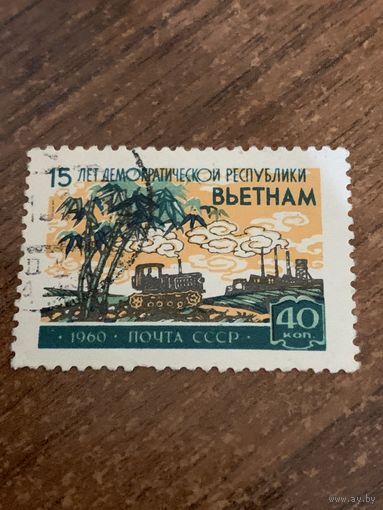 15 ЛЕТ ДЕМОКРАТИЧЕСКОЙ РЕСПУБЛИКИ
ВЬЕТНАМ
40
КОП
· 1960 · ПОЧТА СССР ·
www.ay.by